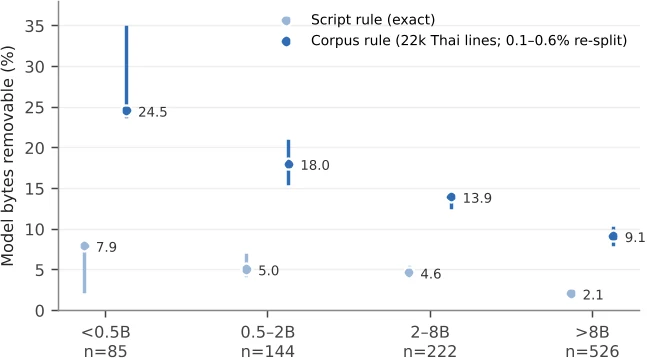 Model bytes removable (%)
35
30
25
20
15
10
5
0
Script rule (exact)
Corpus rule (22k Thai lines; 0.1–0.6% re-split)
24.5
18.0
13.9
9.1
7.9
5.0
4.6
2.1
<0.5B
n=85
0.5–2B
n=144
2–8B
n=222
>8B
n=526